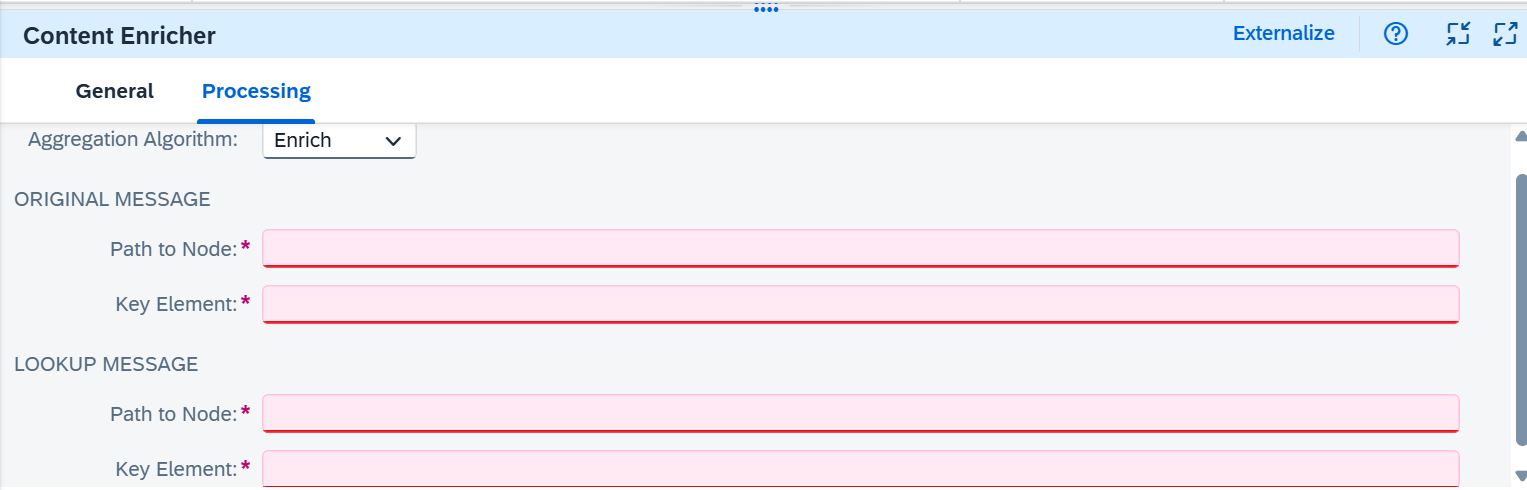 Content Enricher
Externalize
General Processing
Aggregation Algorithm: Enrich
ORIGINAL MESSAGE
Path to Node:*
Key Element:*
LOOKUP MESSAGE
Path to Node:*
Key Element:*